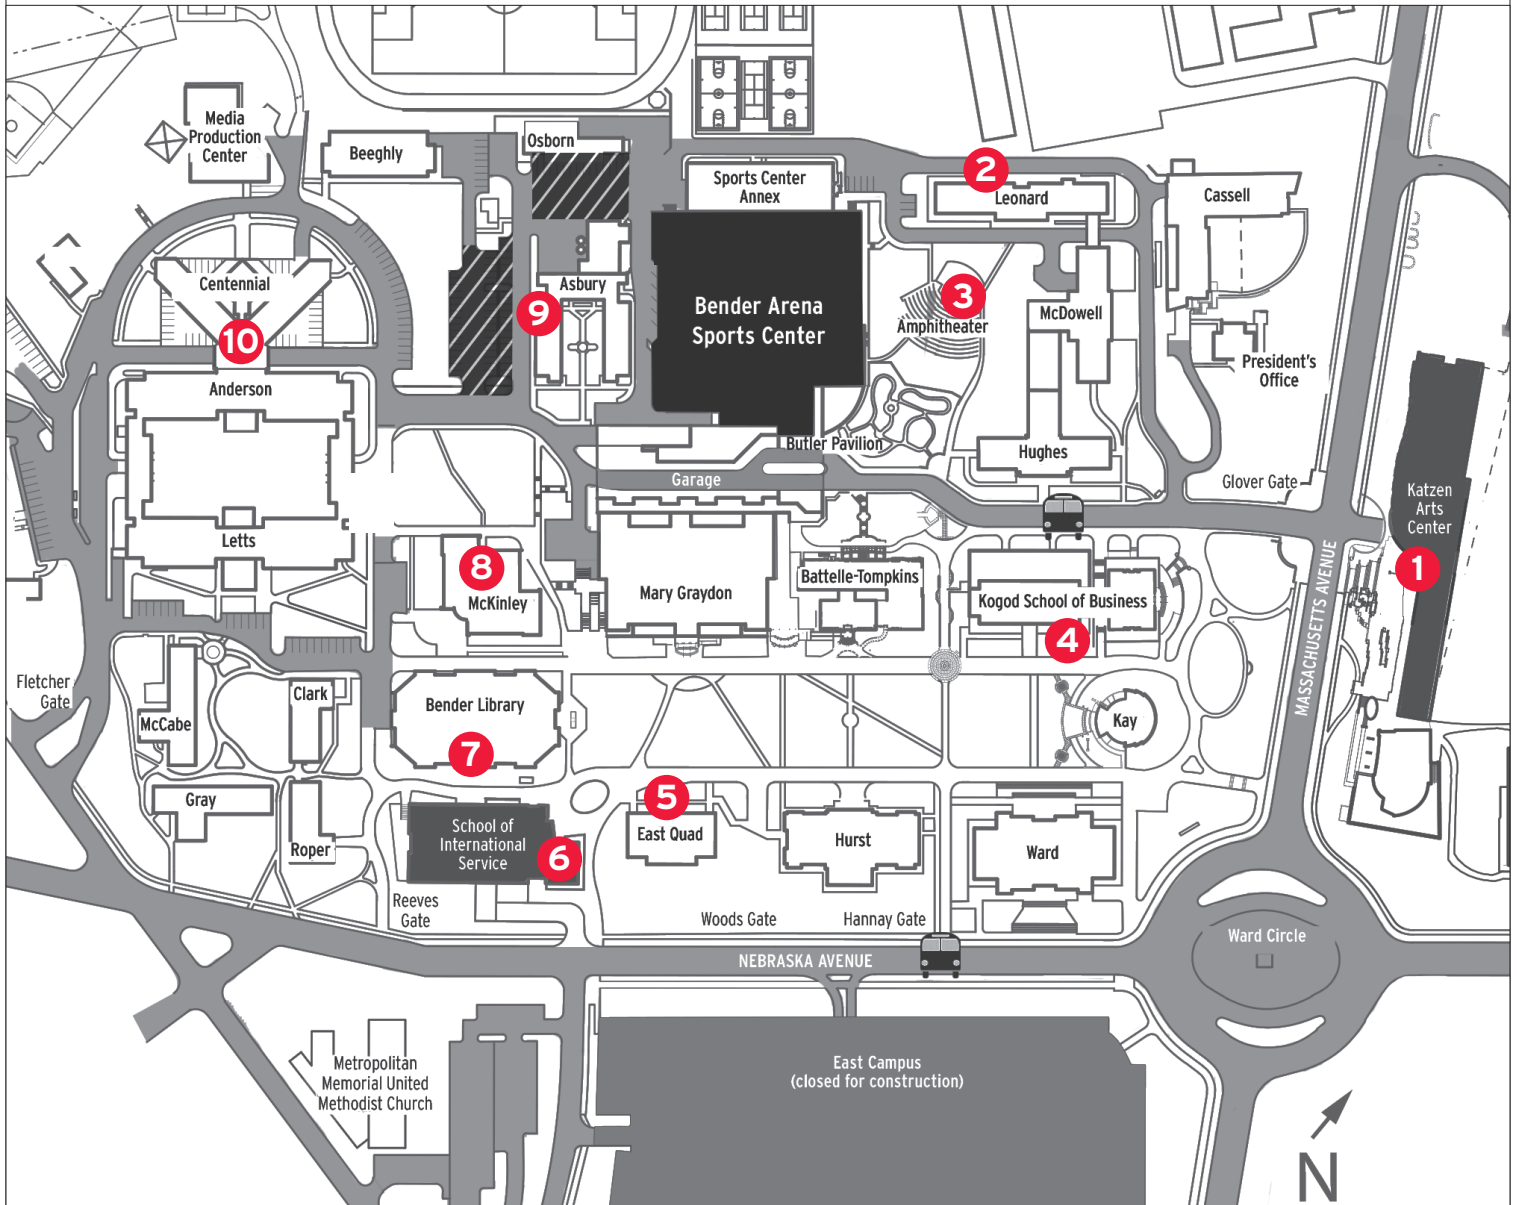 Media
Production
Center
Beeghly
Osborn
Sports Center
Annex
2
Leonard
Cassell
Centennial
10
Asbury
9
Bender Arena
Sports Center
3
Amphitheater
McDowell
President's
Office
Anderson
Butler Pavilion
Hughes
Garage
Glover Gate
Katzen
Arts
Center
1
Letts
8
McKinley
Mary Graydon
Battelle-Tompkins
Kogod School of Business
4
MASSACHUSETTS AVENUE
Fletcher
Gate
McCabe
Clark
Bender Library
7
Kay
Gray
Roper
School of
International
Service
6
5
East Quad
Hurst
Ward
Reeves
Gate
Woods Gate
Hannay Gate
Ward Circle
NEBRASKA AVENUE
Metropolitan
Memorial United
Methodist Church
East Campus
(closed for construction)
N